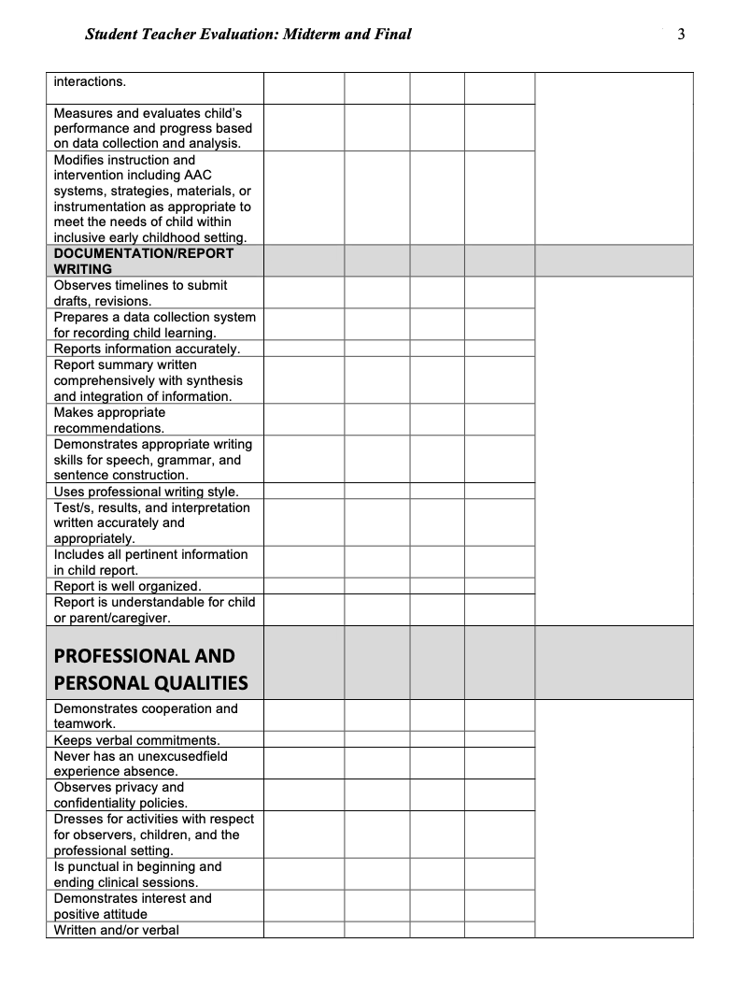 Student Teacher Evaluation: Midterm and Final 3
interactions.
Measures and evaluates child's
performance and progress based
on data collection and analysis.
Modifies instruction and
intervention including AAC
systems, strategies, materials, or
instrumentation as appropriate to
meet the needs of child within
inclusive early childhood setting.
DOCUMENTATION/REPORT
WRITING
Observes timelines to submit
drafts, revisions.
Prepares a data collection system
for recording child learning.
Reports information accurately.
Report summary written
comprehensively with synthesis
and integration of information.
Makes appropriate
recommendations.
Demonstrates appropriate writing
skills for speech, grammar, and
sentence construction.
Uses professional writing style.
Test/s, results, and interpretation
written accurately and
appropriately.
Includes all pertinent information
in child report.
Report is well organized.
Report is understandable for child
or parent/caregiver.
PROFESSIONAL AND
PERSONAL QUALITIES
Demonstrates cooperation and
teamwork.
Keeps verbal commitments.
Never has an unexcusedfield
experience absence.
Observes privacy and
confidentiality policies.
Dresses for activities with respect
for observers, children, and the
professional setting.
Is punctual in beginning and
ending clinical sessions.
Demonstrates interest and
positive attitude
Written and/or verbal